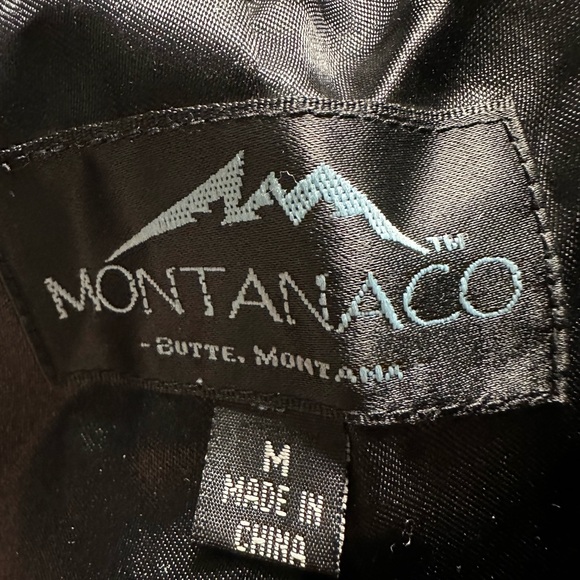 TM
MONTANACO
- BUTTE, MONTANA -
M
MADE IN
CHINA